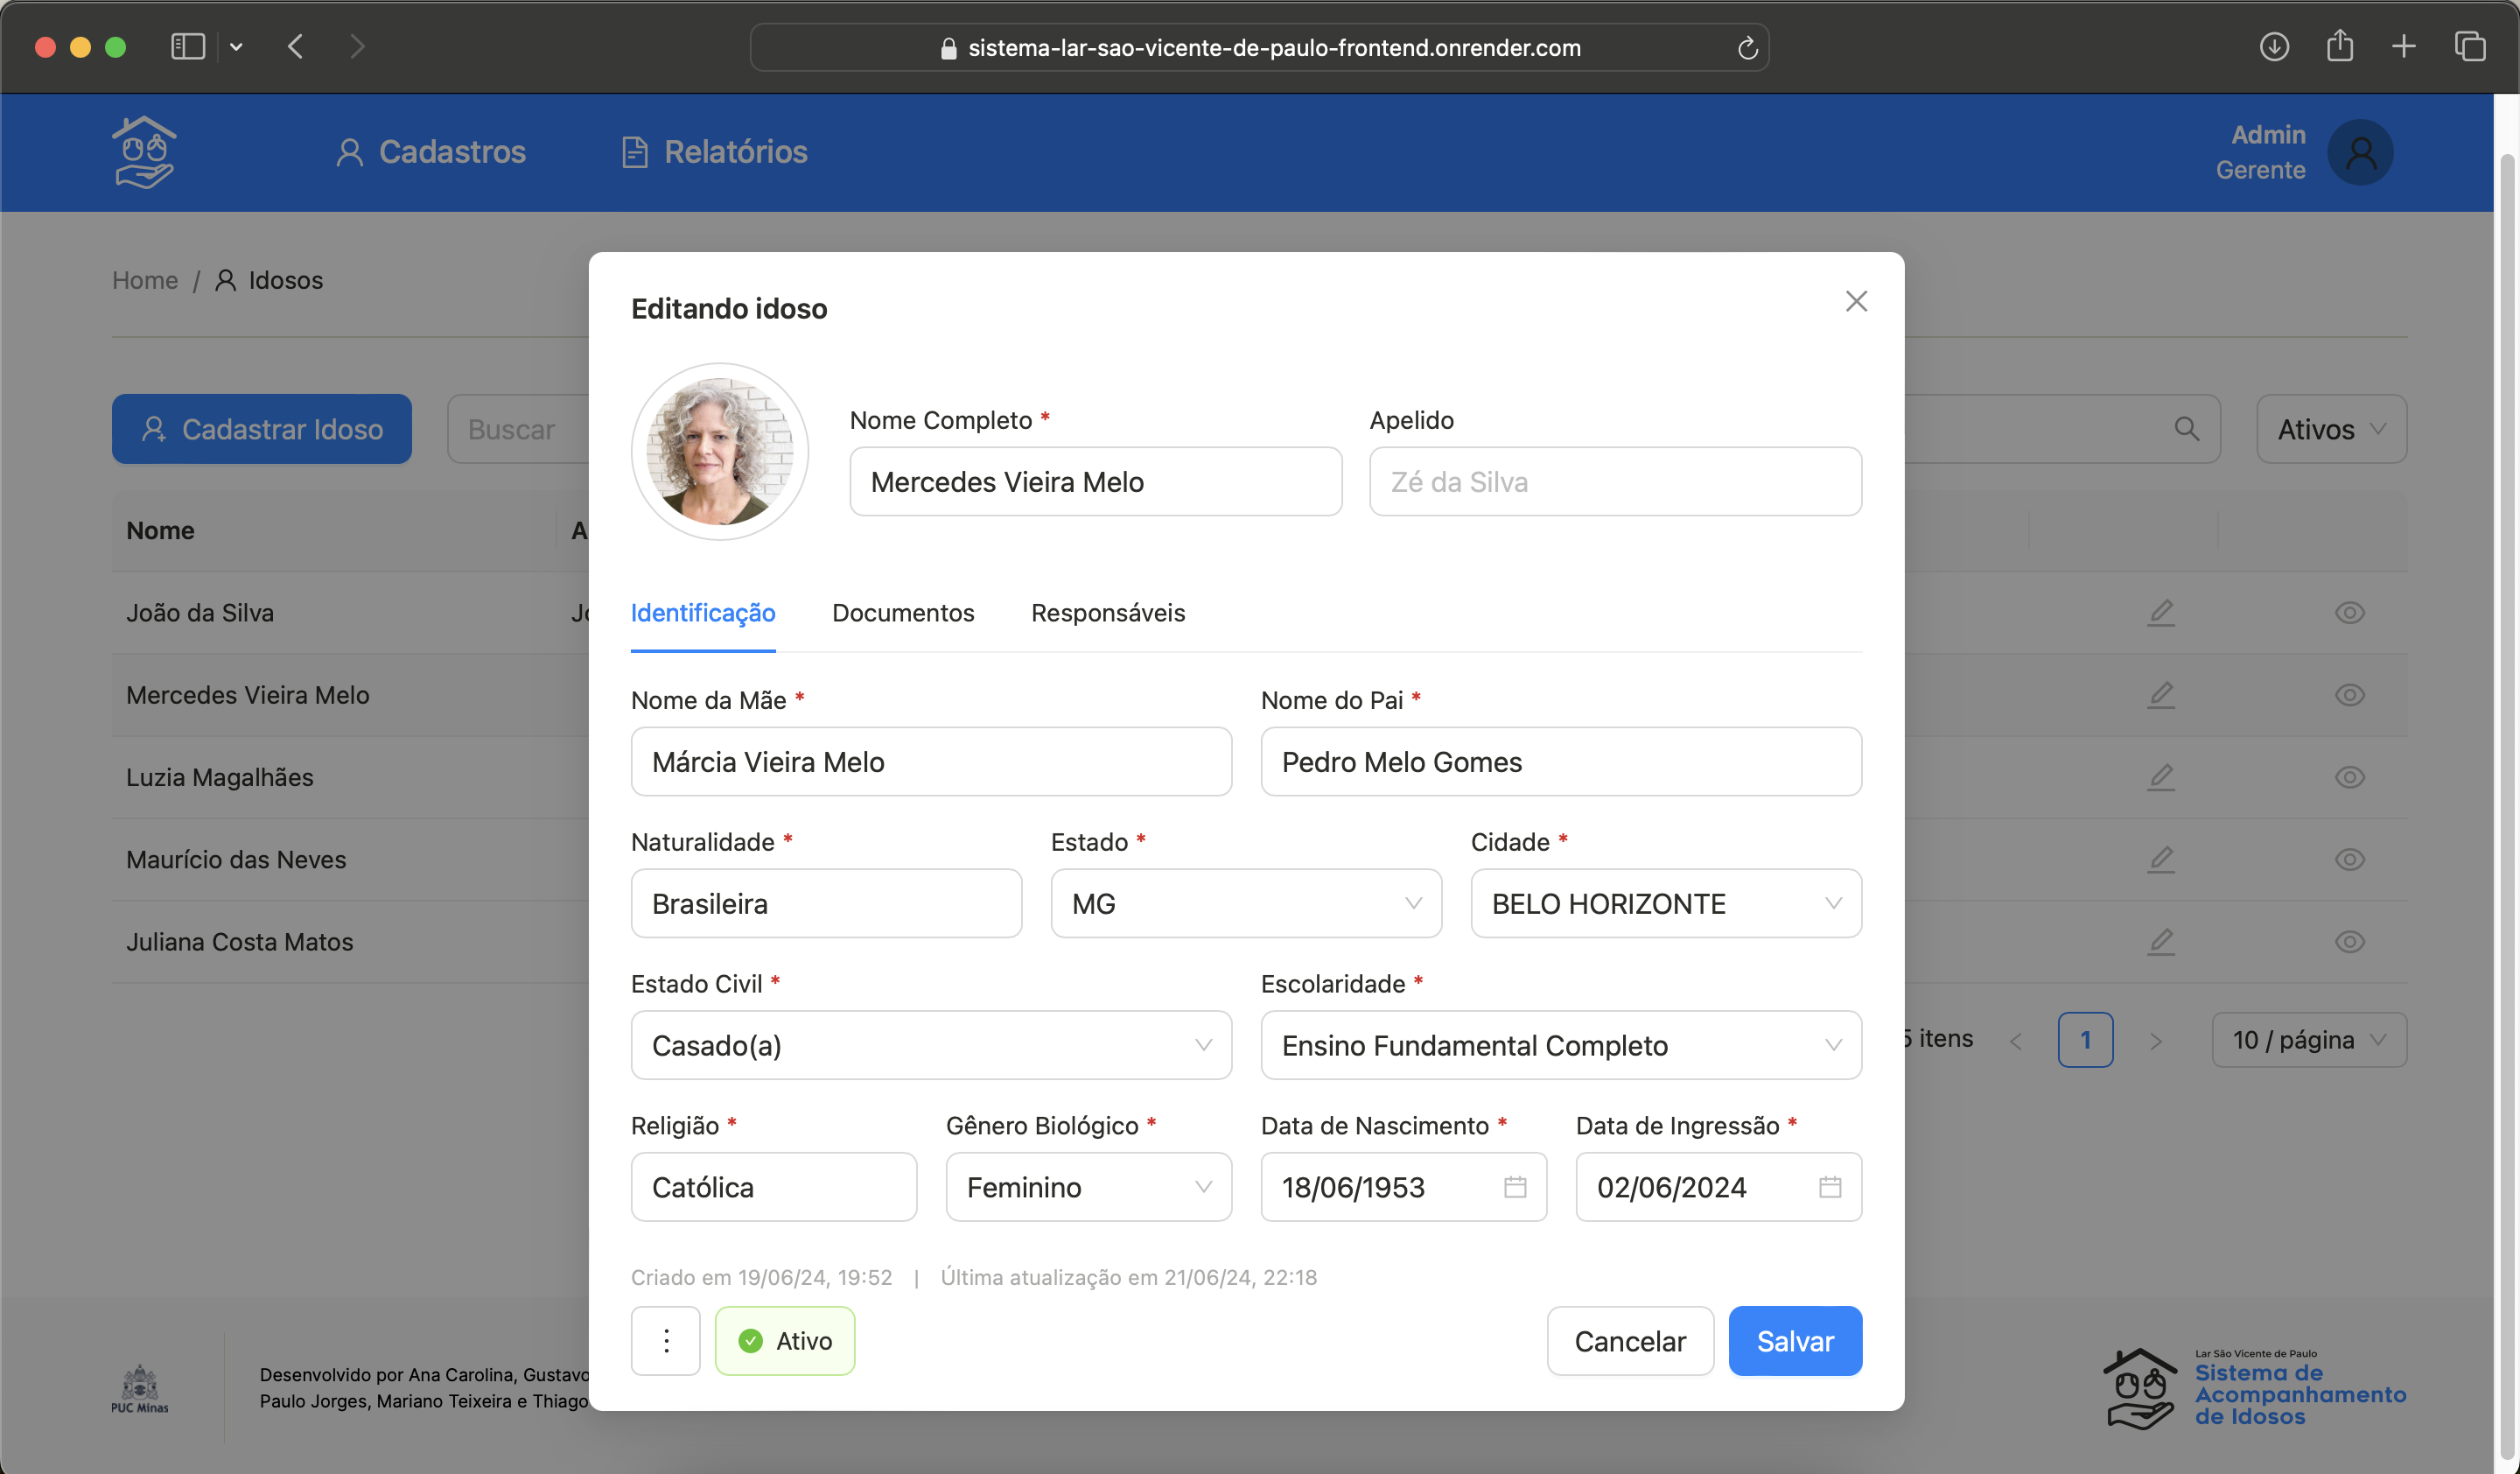 sistema-lar-sao-vicente-de-paulo-frontend.onrender.com
Cadastros
Relatórios
Admin
Gerente
Home / Idosos
Cadastrar Idoso
Buscar
Ativos
Nome
A
João da Silva
Jo
Mercedes Vieira Melo
Luzia Magalhães
Maurício das Neves
Juliana Costa Matos
5 itens
1
10 / página
Editando idoso
Nome Completo *
Mercedes Vieira Melo
Apelido
Zé da Silva
Identificação
Documentos
Responsáveis
Nome da Mãe *
Márcia Vieira Melo
Nome do Pai *
Pedro Melo Gomes
Naturalidade *
Brasileira
Estado *
MG
Cidade *
BELO HORIZONTE
Estado Civil *
Casado(a)
Escolaridade *
Ensino Fundamental Completo
Religião *
Católica
Gênero Biológico *
Feminino
Data de Nascimento *
18/06/1953
Data de Ingressão *
02/06/2024
Criado em 19/06/24, 19:52 | Última atualização em 21/06/24, 22:18
Ativo
Cancelar
Salvar
PUC Minas
Desenvolvido por Ana Carolina, Gustavo
Paulo Jorges, Mariano Teixeira e Thiago
Lar São Vicente de Paulo
Sistema de
Acompanhamento
de Idosos